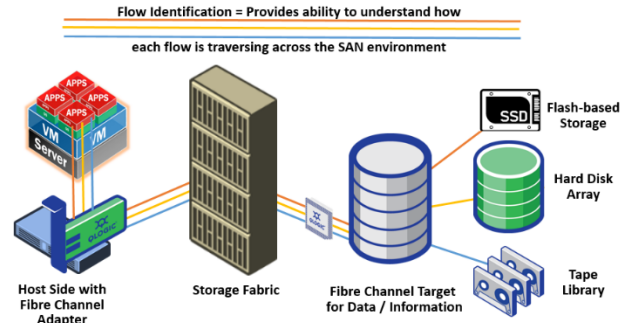 Flow Identification = Provides ability to understand how
each flow is traversing across the SAN environment
APPS
APPS
APPS
APPS
VM
VM
Server
QLOGIC
Host Side with
Fibre Channel
Adapter
Storage Fabric
QLOGIC
Fibre Channel Target
for Data / Information
SSD
Flash-based
Storage
Hard Disk
Array
Tape
Library